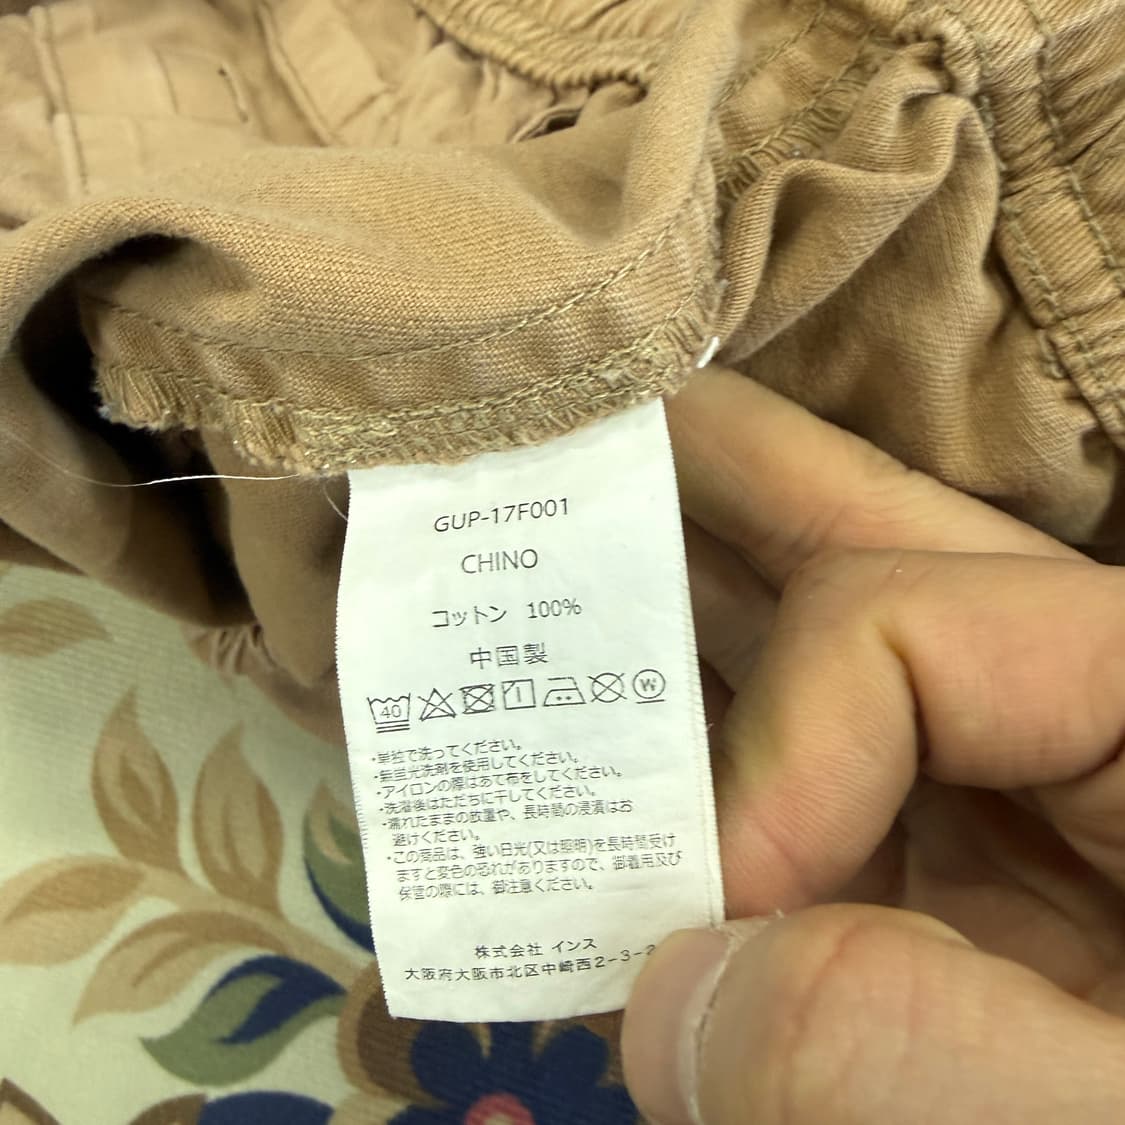 GUP-17F001
CHINO
コットン 100%
中国製
40
W
・単独で洗ってください。
・無蛍光洗剤を使用してください。
・アイロンの際はあて布をしてください。
・洗濯後はただちに干してください。
・濡れたままの放置や、長時間の浸漬はお
避けください。
・この商品は、強い日光(又は照明)を長時間受け
ますと変色の恐れがありますので、御着用及び
保管の際には、御注意ください。
株式会社 インス
大阪府大阪市北区中崎西2-3-2